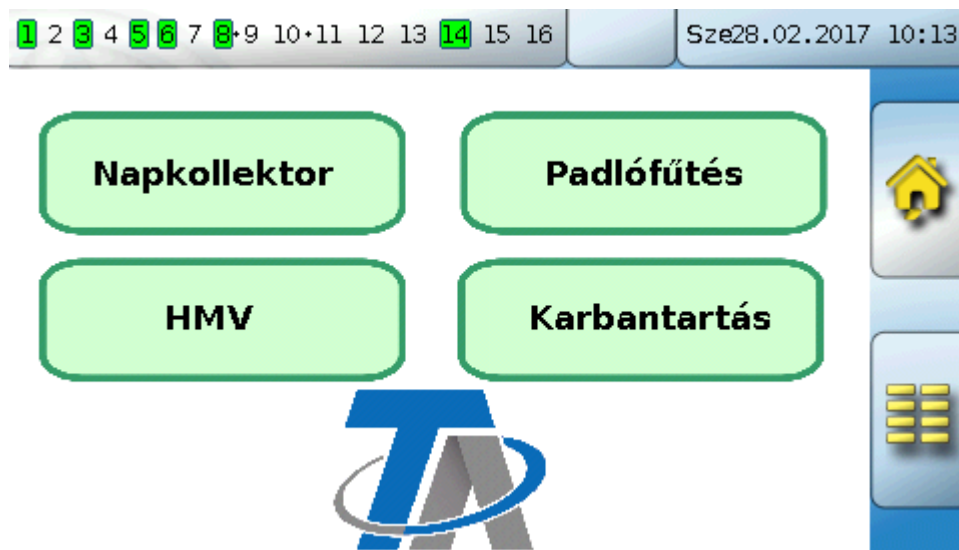 1 2 3 4 5 6 7 8•9 10•11 12 13 14 15 16 Sze28.02.2017 10:13
Napkollektor Padlófűtés
HMV Karbantartás
TA